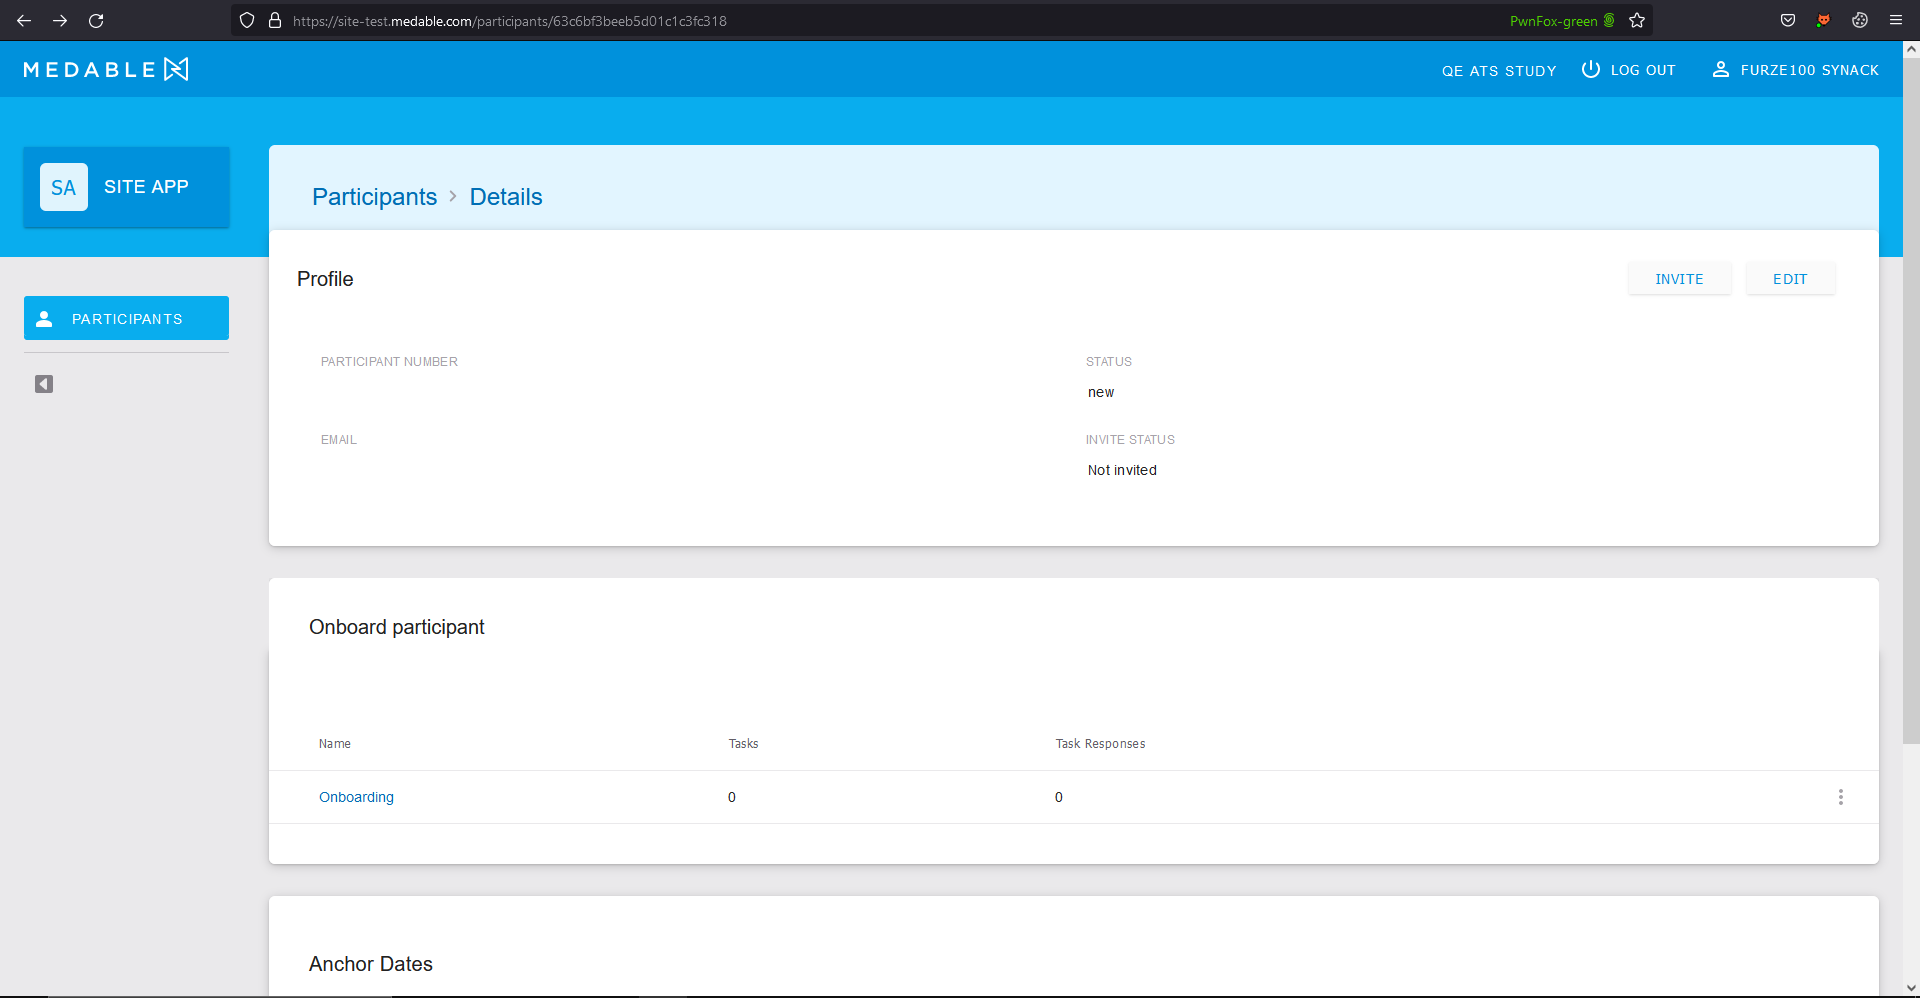 https://site-test.medable.com/participants/63c6bf3beeb5d01c1c3fc318
PwnFox-green
MEDABLE
QE ATS STUDY
LOG OUT
FURZE100 SYNACK
SA
SITE APP
Participants
Details
Profile
INVITE
EDIT
PARTICIPANTS
PARTICIPANT NUMBER
STATUS
new
EMAIL
INVITE STATUS
Not invited
Onboard participant
Name
Tasks
Task Responses
Onboarding
0
0
Anchor Dates